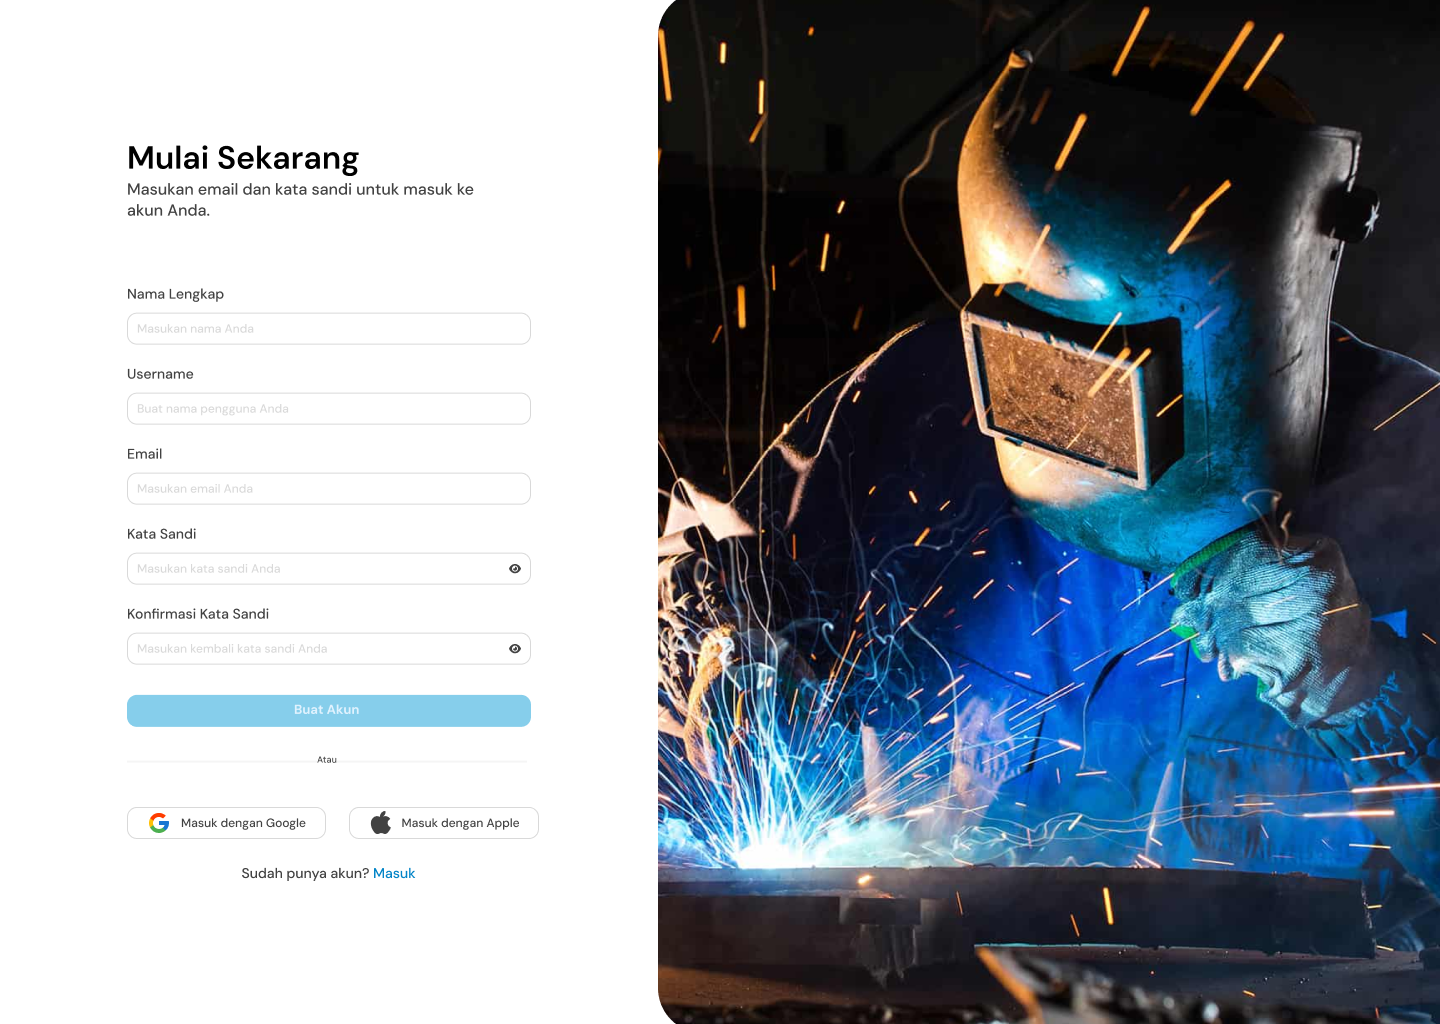 Mulai Sekarang
Masukan email dan kata sandi untuk masuk ke
akun Anda.
Nama Lengkap
Masukan nama Anda
Username
Buat nama pengguna Anda
Email
Masukan email Anda
Kata Sandi
Masukan kata sandi Anda
Konfirmasi Kata Sandi
Masukan kembali kata sandi Anda
Buat Akun
Atau
Masuk dengan Google
Masuk dengan Apple
Sudah punya akun? Masuk